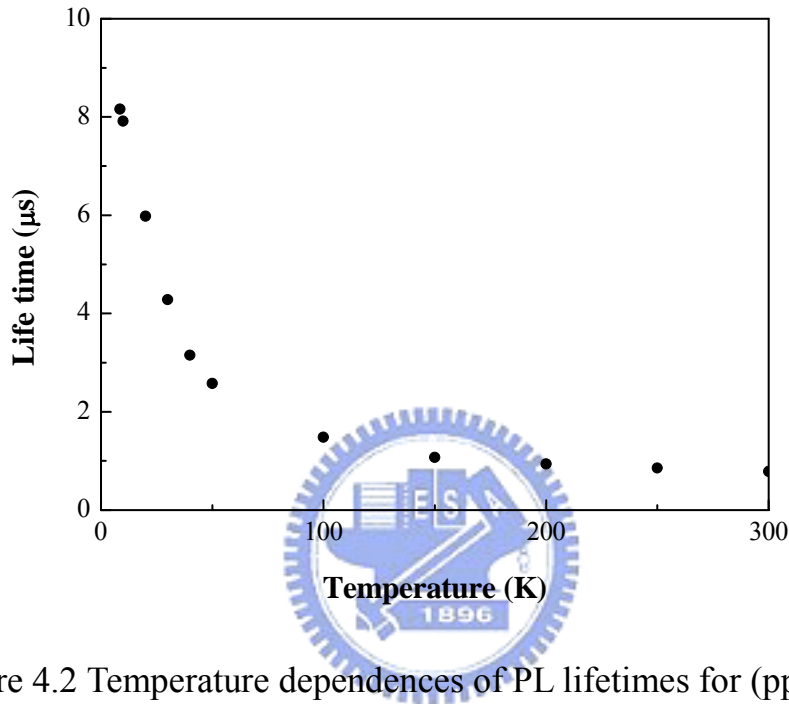 10
8
6
4
2
0
Life time (μs)
0 100 200 300
Temperature (K)
E S A
1896
re 4.2 Temperature dependences of PL lifetimes for (pp